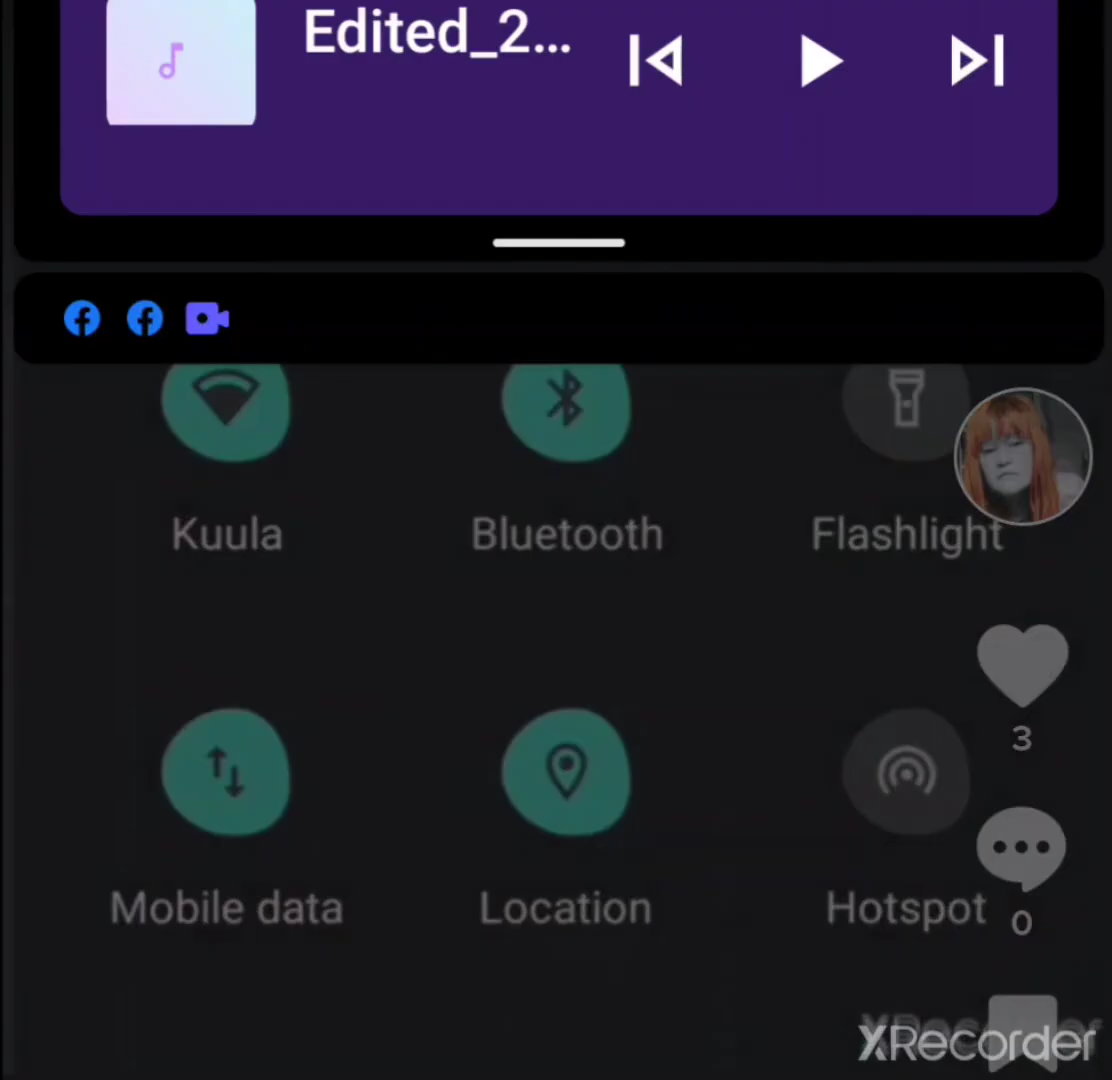 Edited_2...
Kuula
Bluetooth
Flashlight
3
Mobile data
Location
Hotspot
0
XRecorder